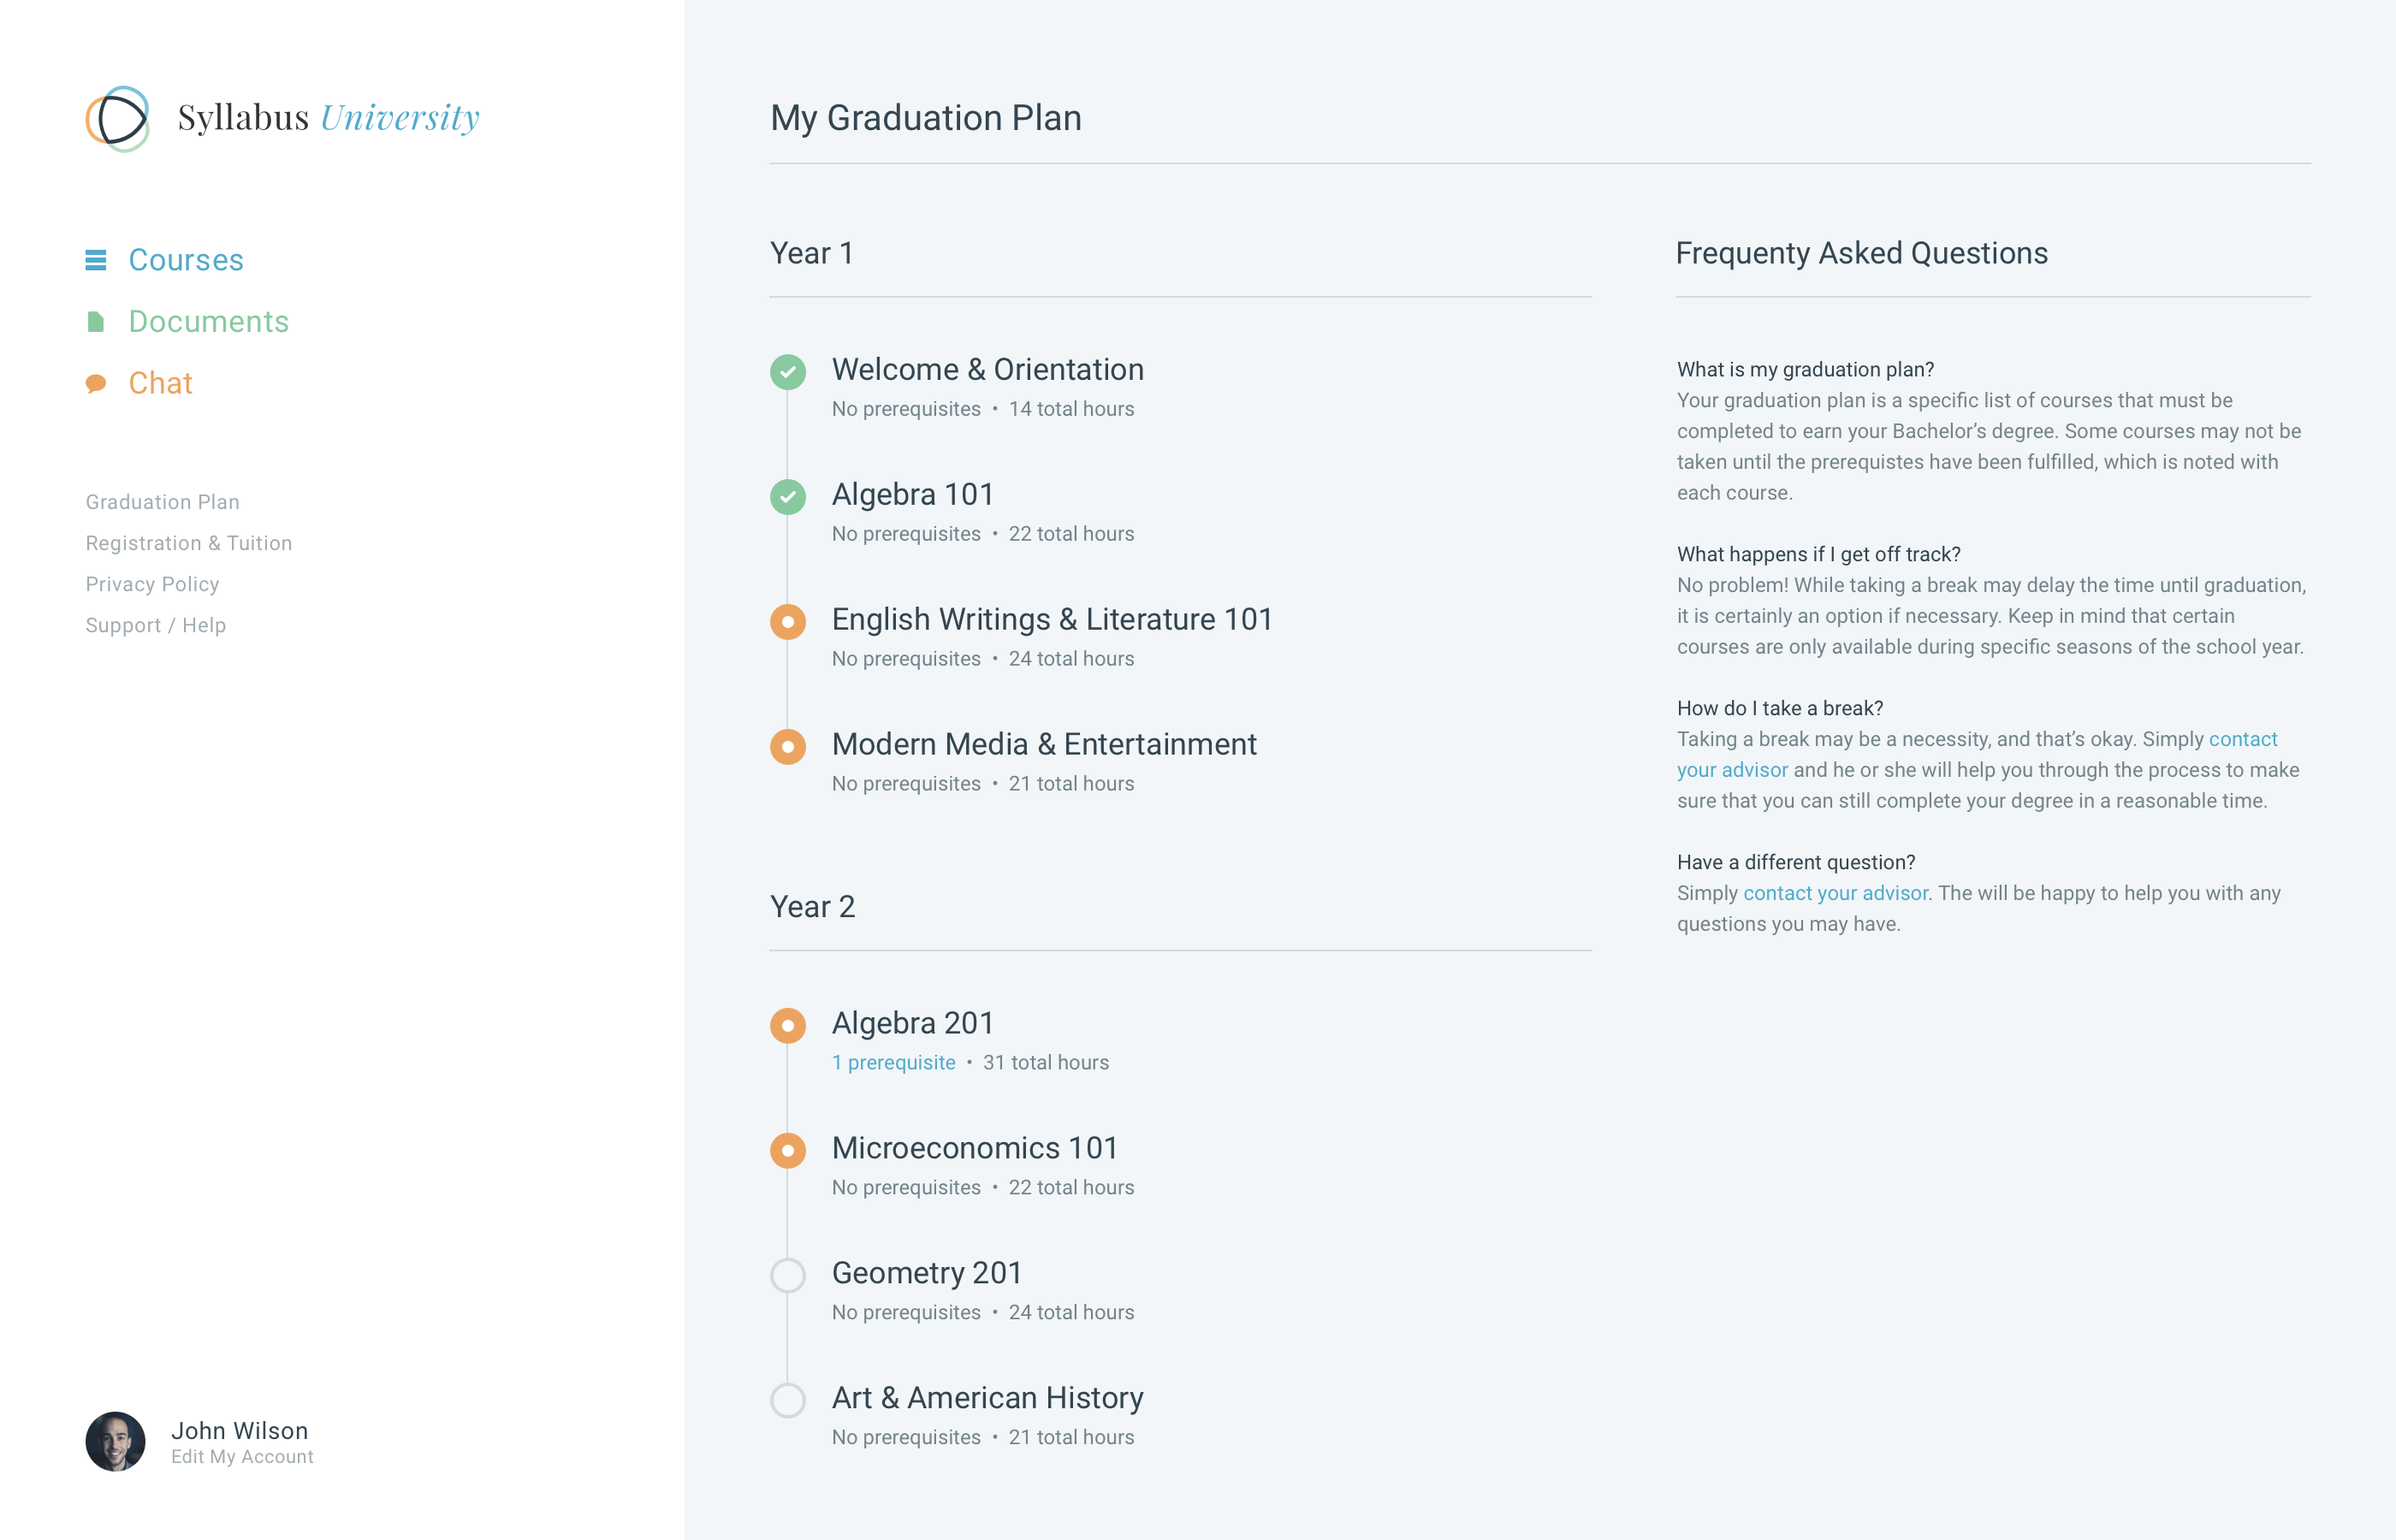 Syllabus University
Courses
Documents
Chat
Graduation Plan
Registration & Tuition
Privacy Policy
Support / Help
John Wilson
Edit My Account
My Graduation Plan
Year 1
Welcome & Orientation
No prerequisites • 14 total hours
Algebra 101
No prerequisites • 22 total hours
English Writings & Literature 101
No prerequisites • 24 total hours
Modern Media & Entertainment
No prerequisites • 21 total hours
Year 2
Algebra 201
1 prerequisite • 31 total hours
Microeconomics 101
No prerequisites • 22 total hours
Geometry 201
No prerequisites • 24 total hours
Art & American History
No prerequisites • 21 total hours
Frequenty Asked Questions
What is my graduation plan?
Your graduation plan is a specific list of courses that must be
completed to earn your Bachelor’s degree. Some courses may not be
taken until the prerequistes have been fulfilled, which is noted with
each course.
What happens if I get off track?
No problem! While taking a break may delay the time until graduation,
it is certainly an option if necessary. Keep in mind that certain
courses are only available during specific seasons of the school year.
How do I take a break?
Taking a break may be a necessity, and that’s okay. Simply contact
your advisor and he or she will help you through the process to make
sure that you can still complete your degree in a reasonable time.
Have a different question?
Simply contact your advisor. The will be happy to help you with any
questions you may have.